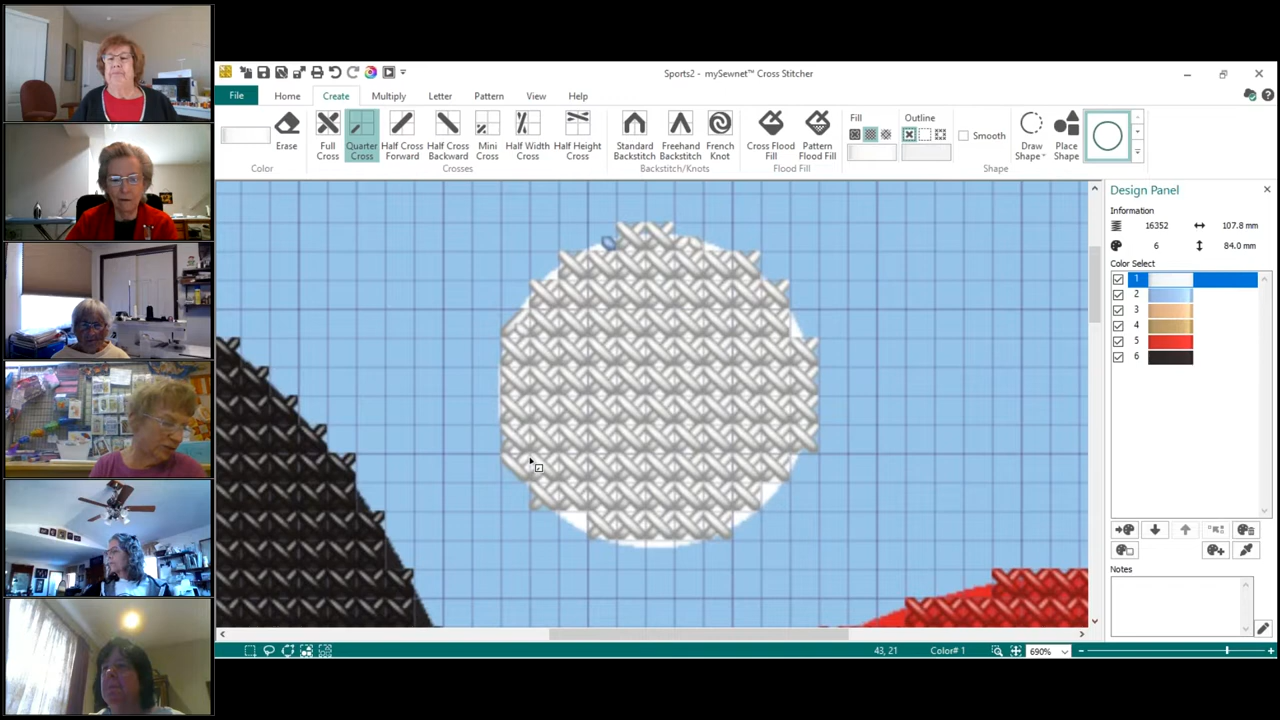 Sports2 - mySewnet™ Cross Stitcher
File Home Create Multiply Letter Pattern View Help
Erase
Full Cross
Quarter Cross
Half Cross Forward
Half Cross Backward
Mini Cross
Half Width Cross
Half Height Cross
Standard Backstitch
Freehand Backstitch
French Knot
Cross Flood Fill
Pattern Flood Fill
Fill
Outline
Smooth
Draw Shape
Place Shape
Color
Crosses
Backstitch/Knots
Flood Fill
Shape
Design Panel
Information
16352 107.8 mm
6 84.0 mm
Color Select
1
2
3
4
5
6
Notes
43, 21 Color# 1 690%